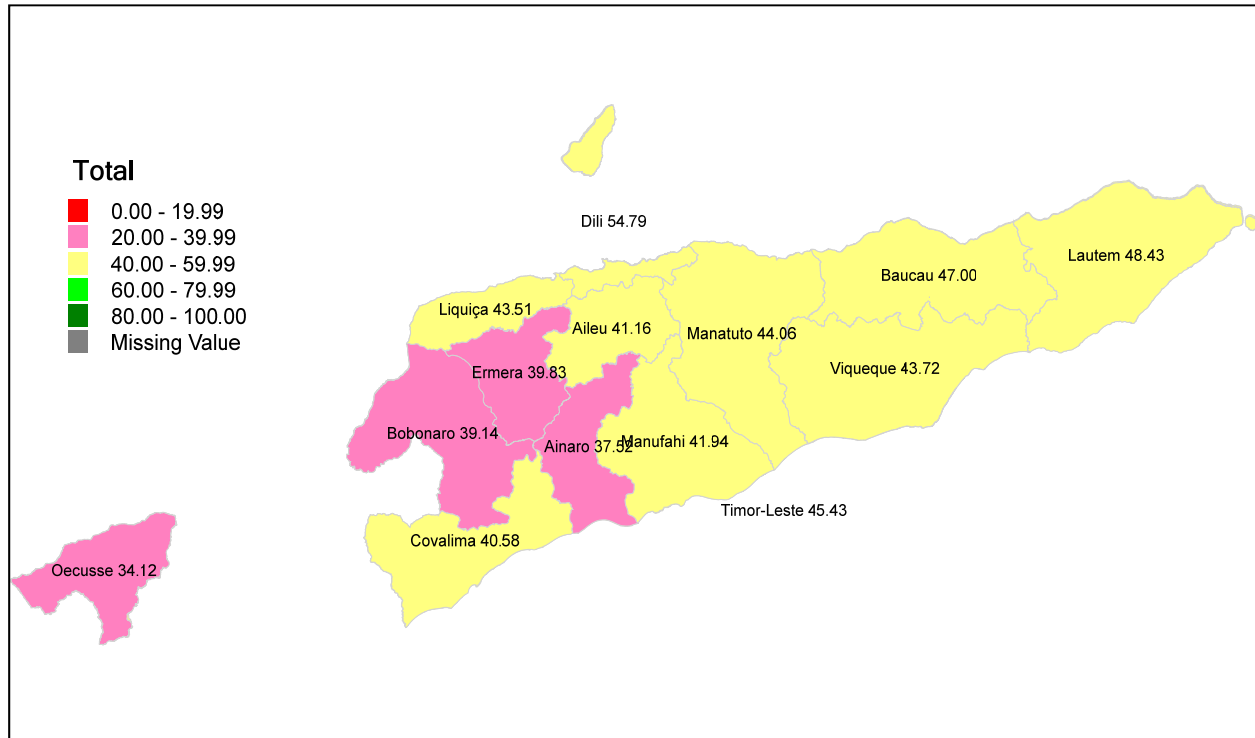 Total
0.00 - 19.99
20.00 - 39.99
40.00 - 59.99
60.00 - 79.99
80.00 - 100.00
Missing Value
Dili 54.79
Lautem 48.43
Baucau 47.00
Liquiça 43.51
Aileu 41.16
Manatuto 44.06
Viqueque 43.72
Ermera 39.83
Bobonaro 39.14
Ainaro 37.52
Manufahi 41.94
Timor-Leste 45.43
Covalima 40.58
Oecusse 34.12